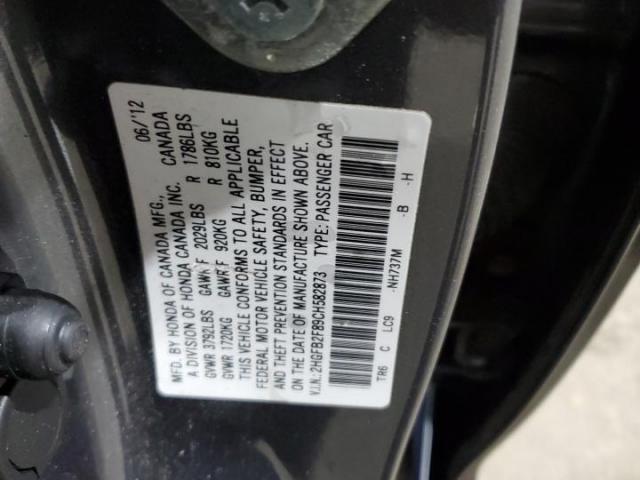 MFD. BY HONDA OF CANADA MFG., CANADA 06/'12
A DIVISION OF HONDA CANADA INC.
GVWR 3792LBS GAWR F 2029LBS R 1786LBS
GVWR 1720KG GAWR F 920KG R 810KG
THIS VEHICLE CONFORMS TO ALL APPLICABLE
FEDERAL MOTOR VEHICLE SAFETY, BUMPER,
AND THEFT PREVENTION STANDARDS IN EFFECT
ON THE DATE OF MANUFACTURE SHOWN ABOVE.
V.I.N.: 2HGFB2F89CH582873 TYPE: PASSENGER CAR
TR6 C LC9 -NH737M -B -H